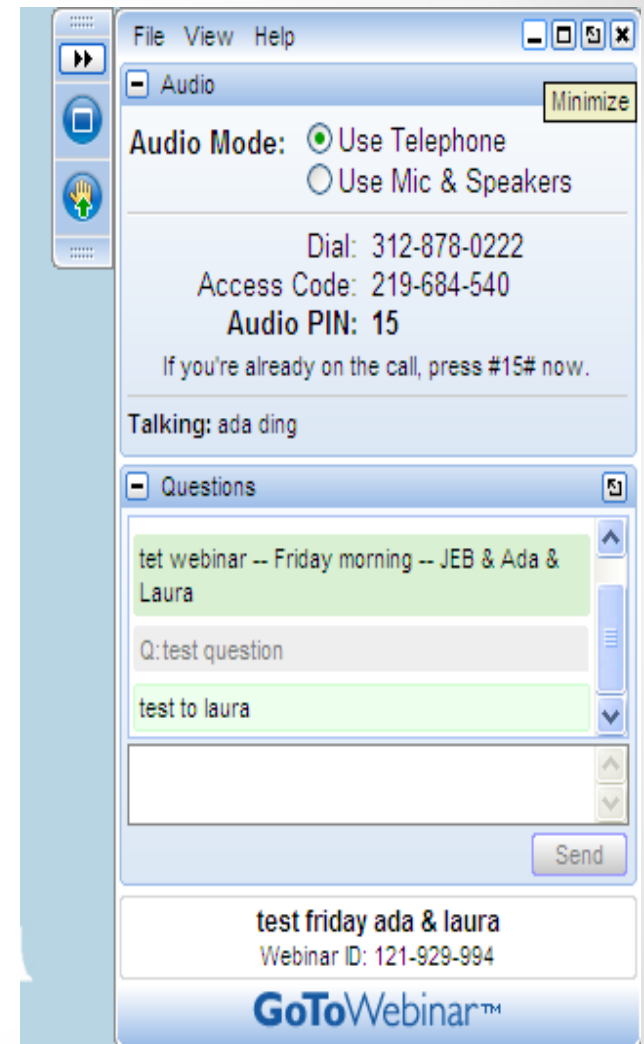 File View Help
Audio
Minimize
Audio Mode: Use Telephone
Use Mic & Speakers
Dial: 312-878-0222
Access Code: 219-684-540
Audio PIN: 15
If you're already on the call, press #15# now.
Talking: ada ding
Questions
tet webinar -- Friday morning -- JEB & Ada &
Laura
Q:test question
test to laura
Send
test friday ada & laura
Webinar ID: 121-929-994
GoToWebinar™